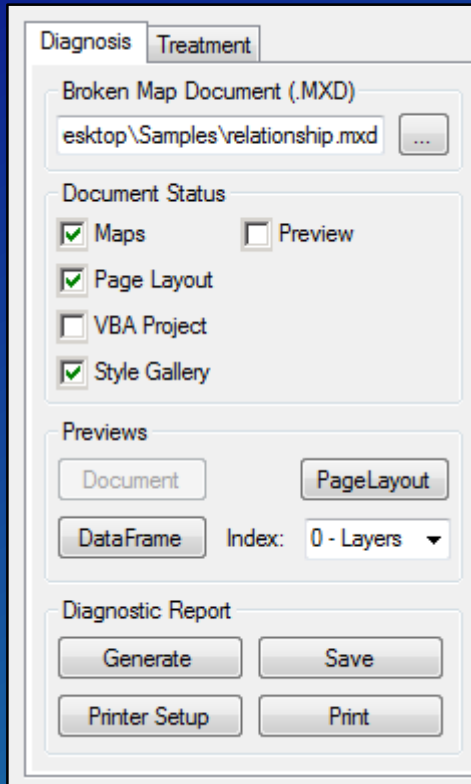 Diagnosis Treatment
Broken Map Document (.MXD)
esktop\Samples\relationship.mxd ...
Document Status
Maps Preview
Page Layout
VBA Project
Style Gallery
Previews
Document PageLayout
DataFrame Index: 0 - Layers
Diagnostic Report
Generate Save
Printer Setup Print